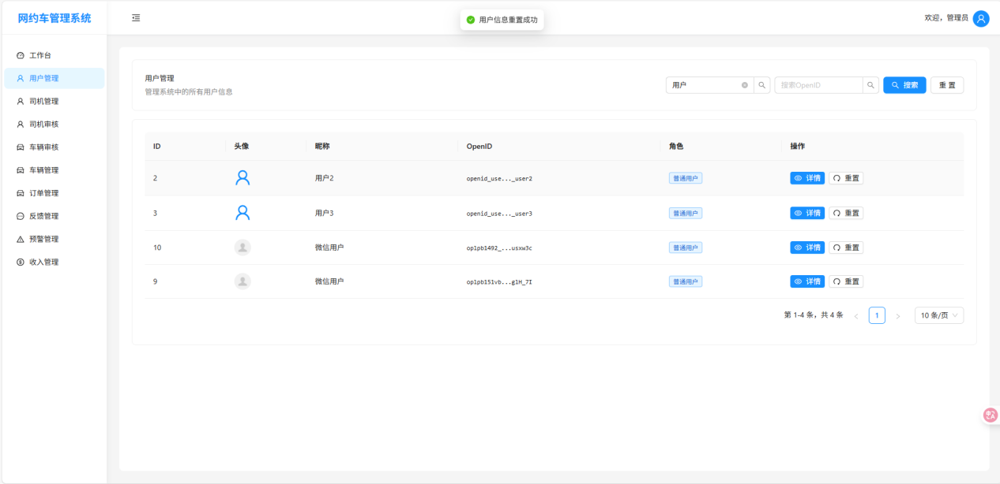 网约车管理系统
用户信息重置成功
欢迎，管理员
工作台
用户管理
司机管理
司机审核
车辆审核
车辆管理
订单管理
反馈管理
预警管理
收入管理
用户管理
管理系统中的所有用户信息
用户
搜索OpenID
搜索
重 置
ID 头像 昵称 OpenID 角色 操作
2 用户2 openid_use..._user2 普通用户 详情 重置
3 用户3 openid_use..._user3 普通用户 详情 重置
10 微信用户 op1pb1492_...usxw3c 普通用户 详情 重置
9 微信用户 op1pb151vb...glH_7I 普通用户 详情 重置
第 1-4 条，共 4 条 < 1 > 10 条/页